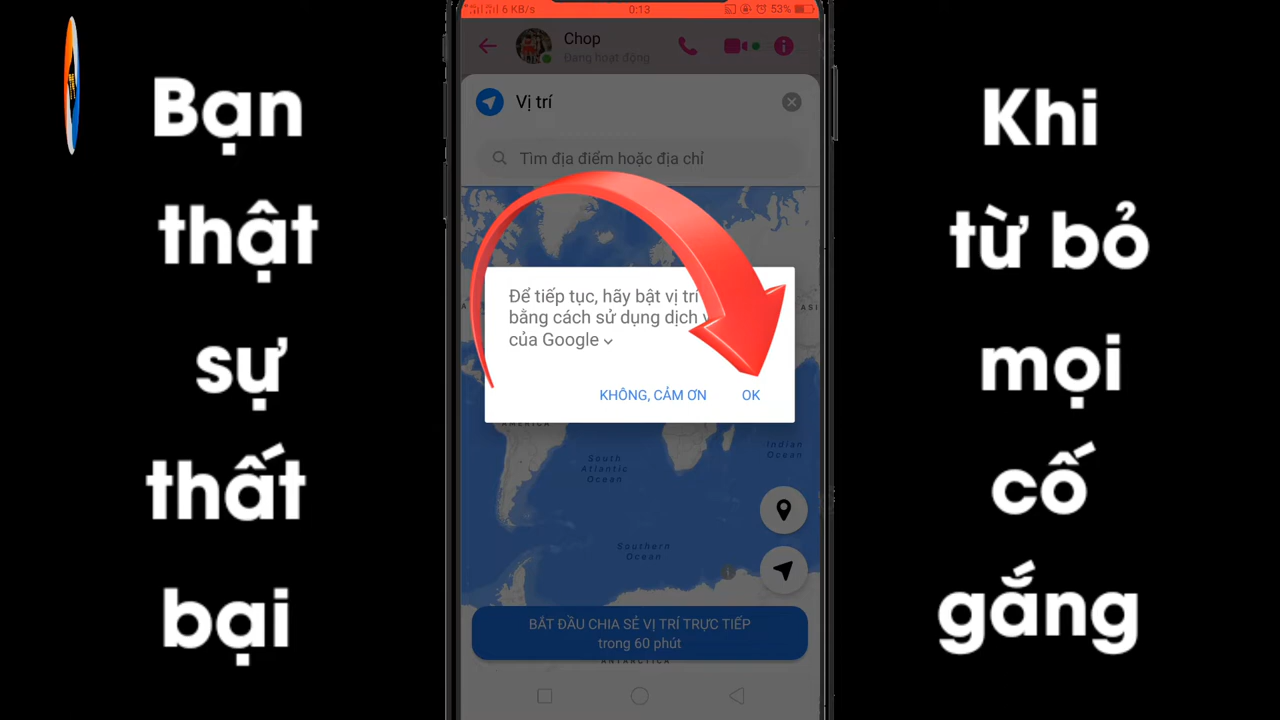 Bạn
thật
sự
thất
bại
6 KB/s 0:13 53%
Chop
Đang hoạt động
Vị trí
Tìm địa điểm hoặc địa chỉ
Để tiếp tục, hãy bật vị trí
bằng cách sử dụng dịch
của Google
KHÔNG, CẢM ƠN OK
AMERICA
South
Atlantic
Ocean
Indian
Ocean
Southern
Ocean
BẮT ĐẦU CHIA SẺ VỊ TRÍ TRỰC TIẾP
trong 60 phút
ANTARCTICA
Khi
từ bỏ
mọi
cố
gắng